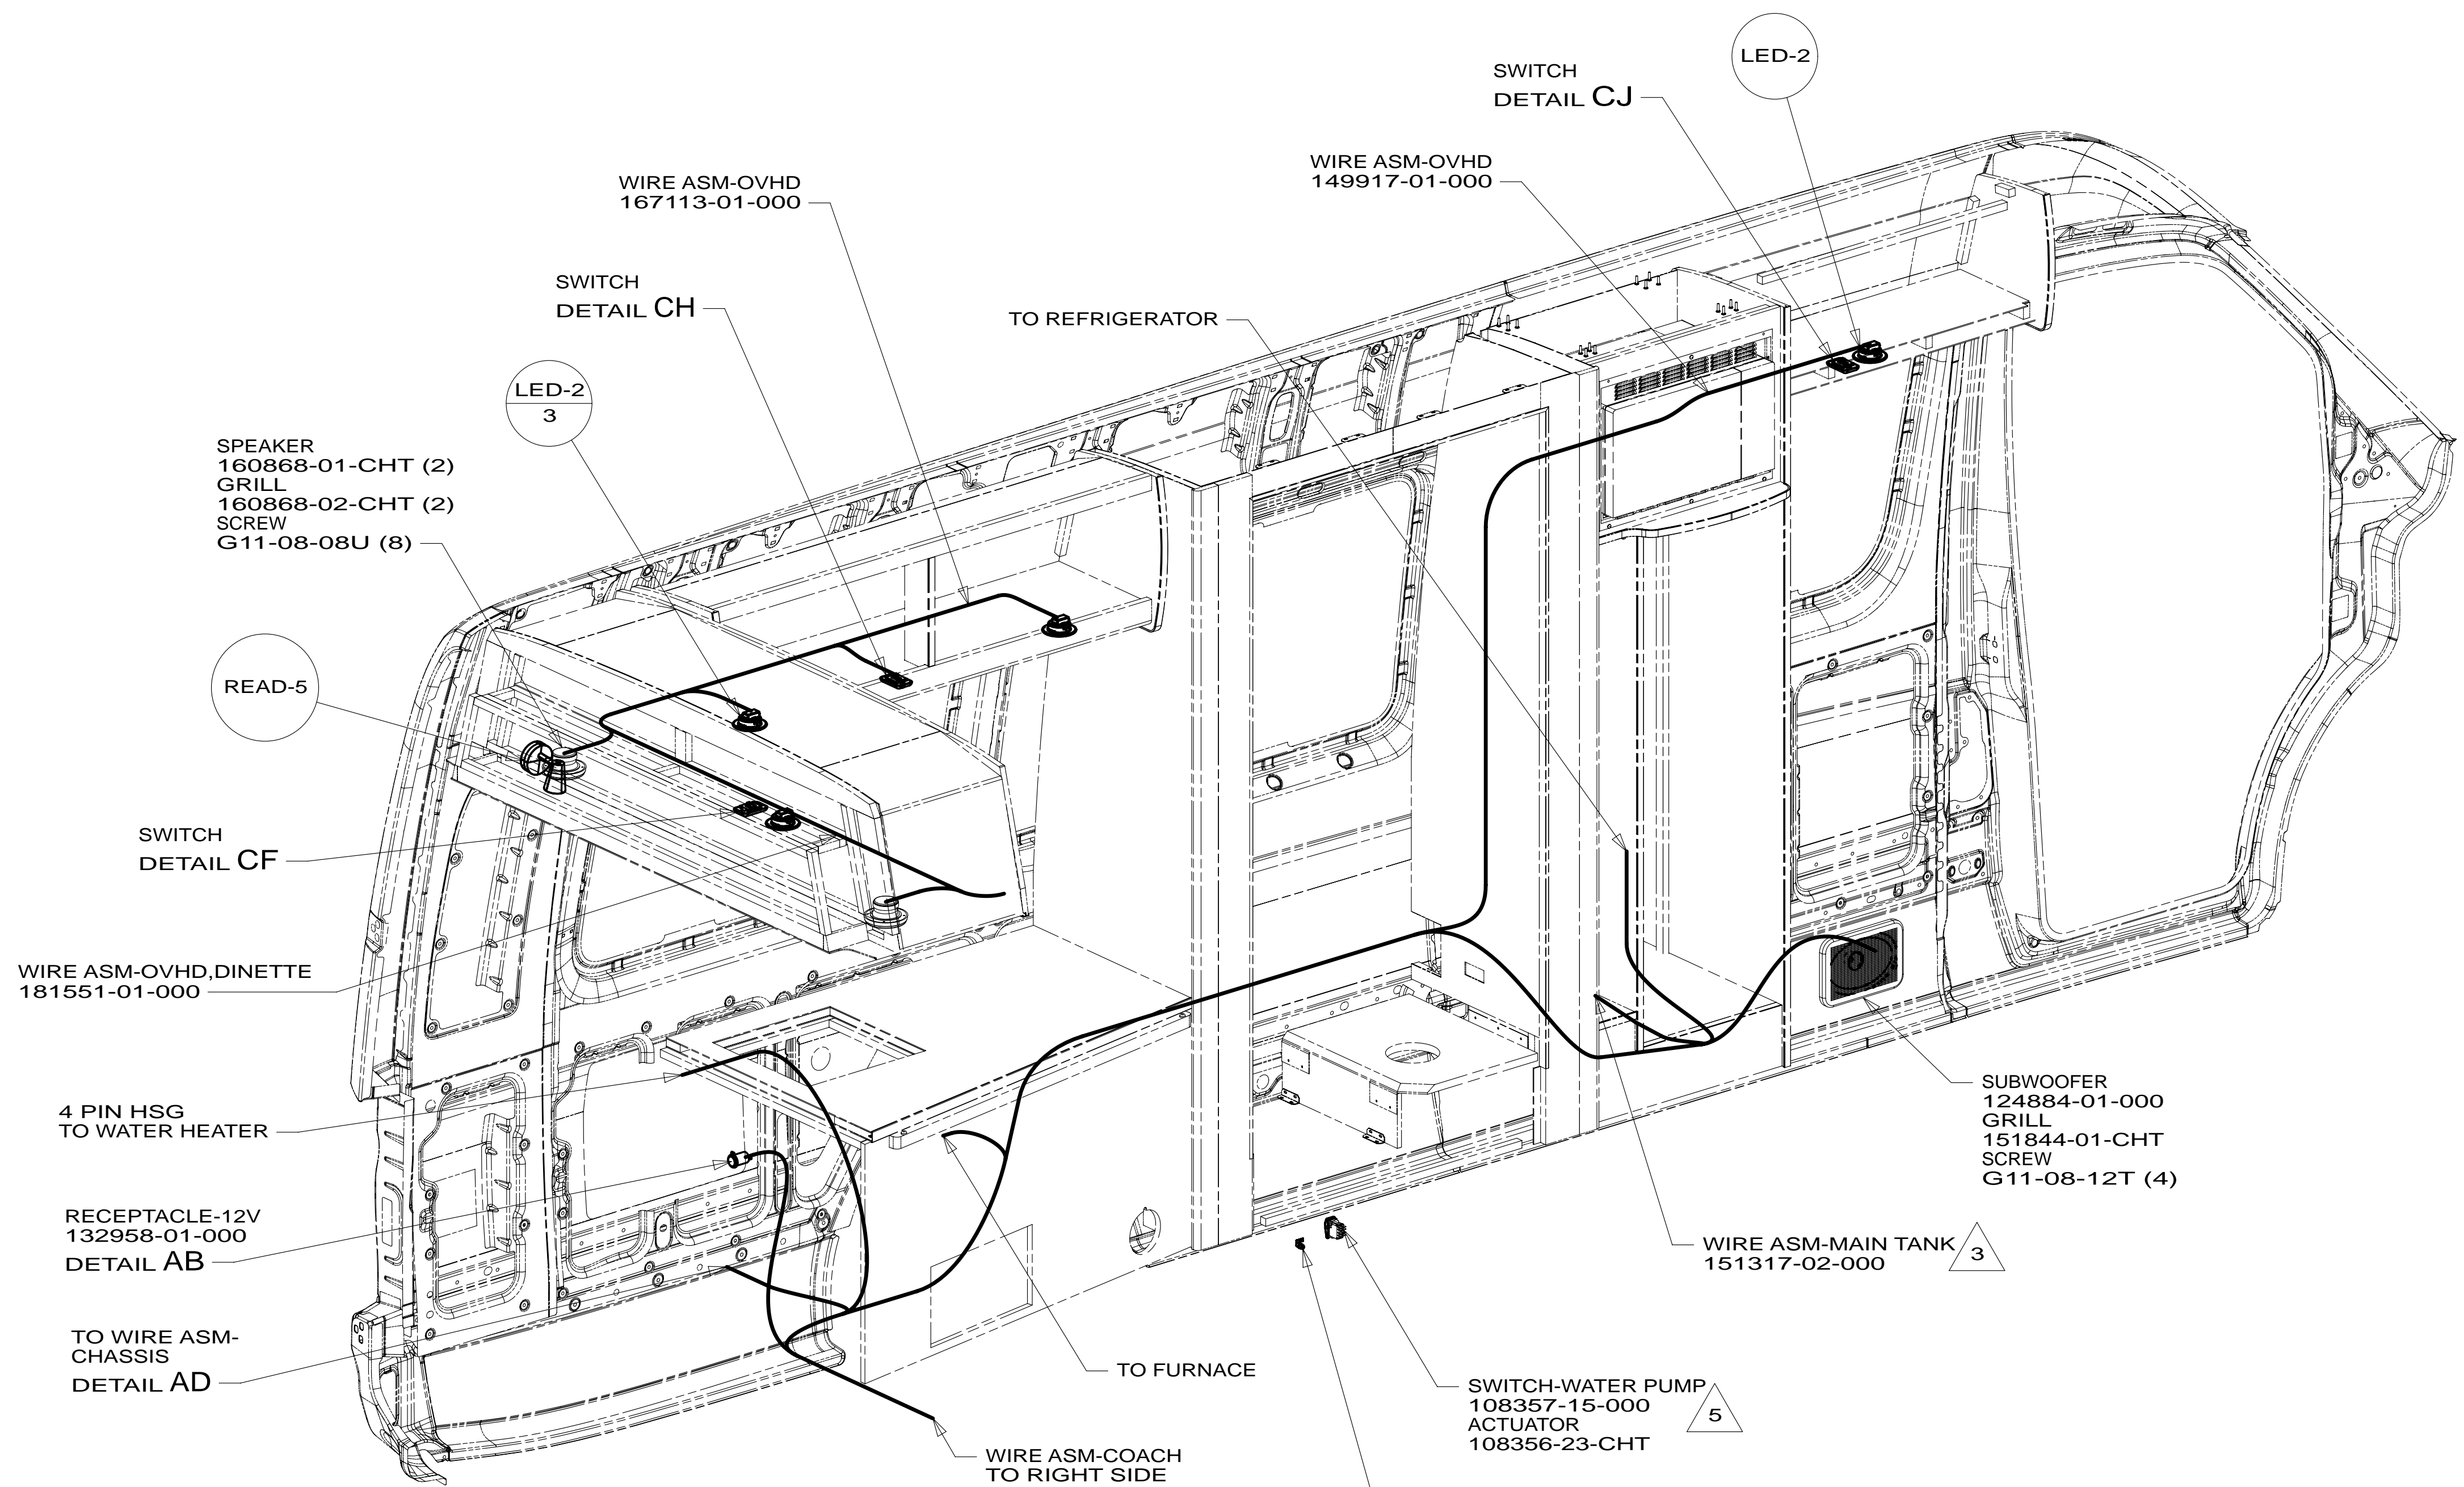 LED-2
SWITCH
DETAIL CJ
WIRE ASM-OVHD
149917-01-000
WIRE ASM-OVHD
167113-01-000
SWITCH
DETAIL CH
TO REFRIGERATOR
LED-2
3
SPEAKER
160868-01-CHT (2)
GRILL
160868-02-CHT (2)
SCREW
G11-08-08U (8)
READ-5
SWITCH
DETAIL CF
WIRE ASM-OVHD,DINETTE
181551-01-000
4 PIN HSG
TO WATER HEATER
RECEPTACLE-12V
132958-01-000
DETAIL AB
TO WIRE ASM-
CHASSIS
DETAIL AD
SUBWOOFER
124884-01-000
GRILL
151844-01-CHT
SCREW
G11-08-12T (4)
WIRE ASM-MAIN TANK
151317-02-000
3
TO FURNACE
SWITCH-WATER PUMP
108357-15-000
ACTUATOR
108356-23-CHT
5
WIRE ASM-COACH
TO RIGHT SIDE